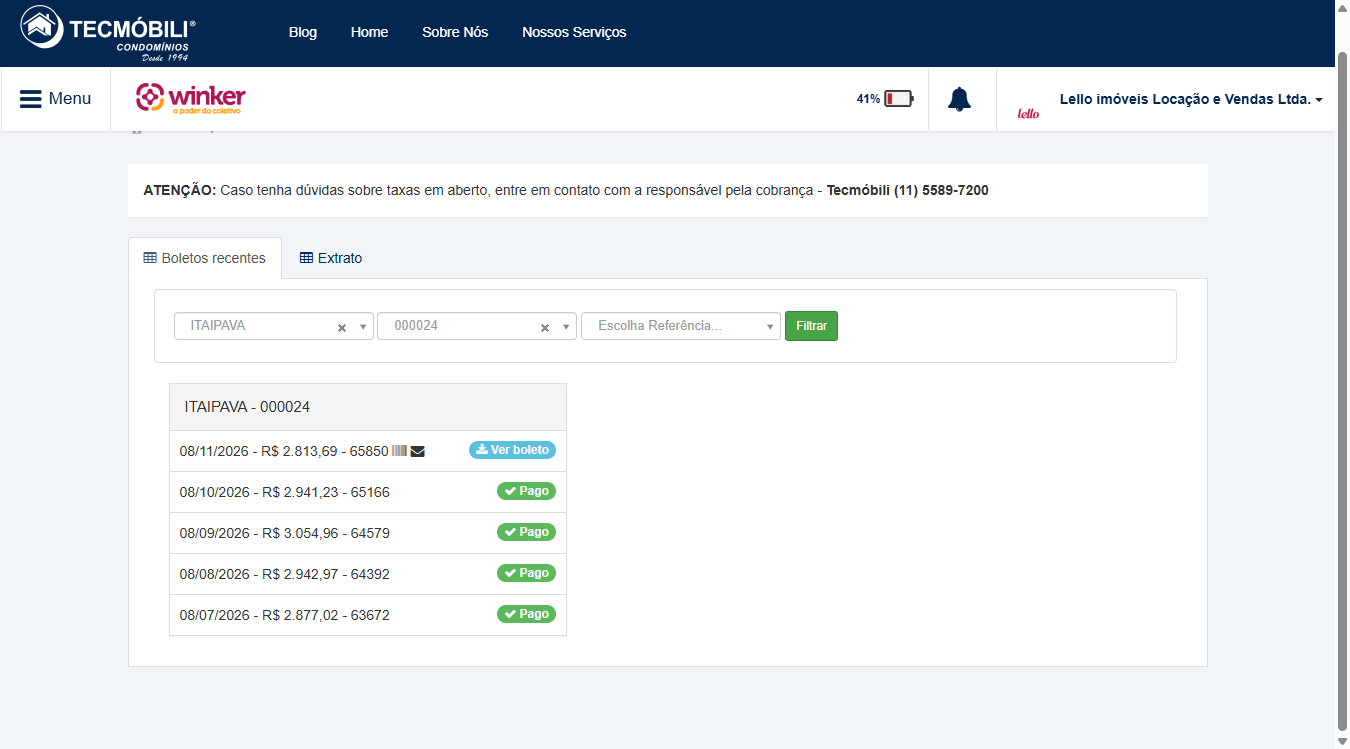 TECMÓBILI®
CONDOMÍNIOS
Desde 1994
Blog Home Sobre Nós Nossos Serviços
Menu
winker
o poder do coletivo
41%
lello
Lello imóveis Locação e Vendas Ltda.
ATENÇÃO: Caso tenha dúvidas sobre taxas em aberto, entre em contato com a responsável pela cobrança - Tecmóbili (11) 5589-7200
Boletos recentes Extrato
ITAIPAVA × 000024 × Escolha Referência... Filtrar
ITAIPAVA - 000024
08/11/2026 - R$ 2.813,69 - 65850 Ver boleto
08/10/2026 - R$ 2.941,23 - 65166 Pago
08/09/2026 - R$ 3.054,96 - 64579 Pago
08/08/2026 - R$ 2.942,97 - 64392 Pago
08/07/2026 - R$ 2.877,02 - 63672 Pago